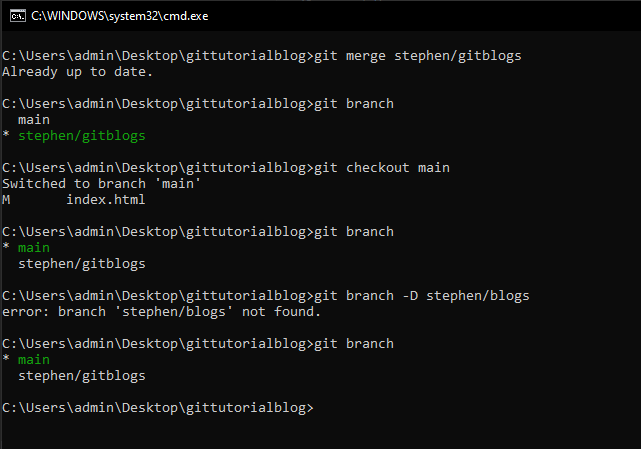 C:\WINDOWS\system32\cmd.exe
C:\Users\admin\Desktop\gittutorialblog>git merge stephen/gitblogs
Already up to date.
C:\Users\admin\Desktop\gittutorialblog>git branch
  main
* stephen/gitblogs
C:\Users\admin\Desktop\gittutorialblog>git checkout main
Switched to branch 'main'
M       index.html
C:\Users\admin\Desktop\gittutorialblog>git branch
* main
  stephen/gitblogs
C:\Users\admin\Desktop\gittutorialblog>git branch -D stephen/blogs
error: branch 'stephen/blogs' not found.
C:\Users\admin\Desktop\gittutorialblog>git branch
* main
  stephen/gitblogs
C:\Users\admin\Desktop\gittutorialblog>